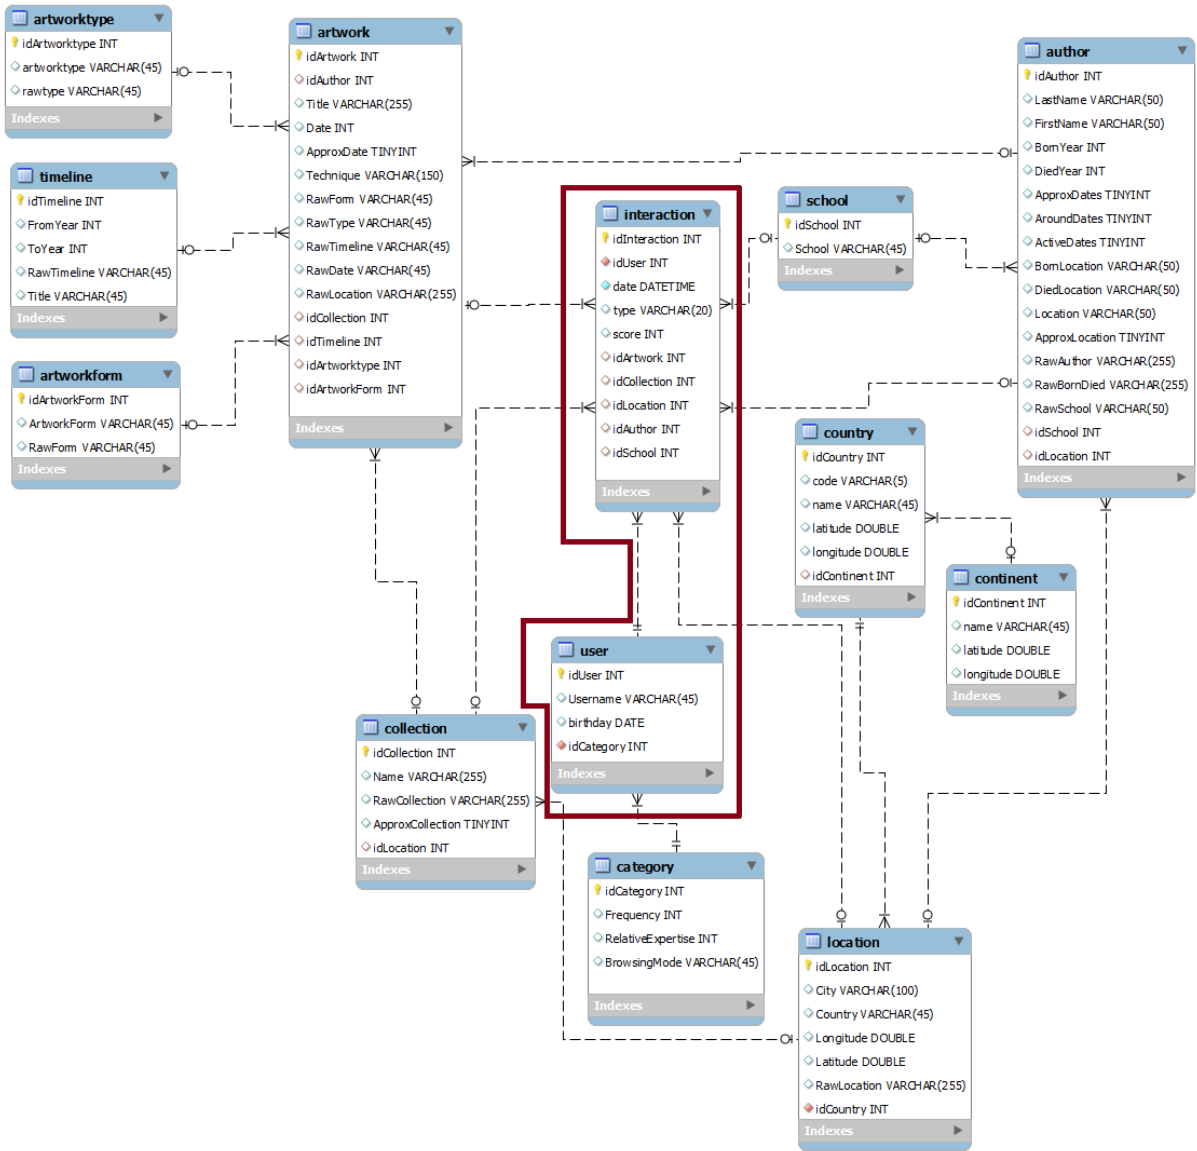 artworktype
idArtworktype INT
artworktype VARCHAR(45)
rawtype VARCHAR(45)
Indexes
timeline
idTimeline INT
FromYear INT
ToYear INT
RawTimeline VARCHAR(45)
Title VARCHAR(45)
Indexes
artworkform
idArtworkForm INT
ArtworkForm VARCHAR(45)
RawForm VARCHAR(45)
Indexes
artwork
idArtwork INT
idAuthor INT
Title VARCHAR(255)
Date INT
ApproxDate TINYINT
Technique VARCHAR(150)
RawForm VARCHAR(45)
RawType VARCHAR(45)
RawTimeline VARCHAR(45)
RawDate VARCHAR(45)
RawLocation VARCHAR(255)
idCollection INT
idTimeline INT
idArtworktype INT
idArtworkForm INT
Indexes
interaction
idInteraction INT
idUser INT
date DATETIME
type VARCHAR(20)
score INT
idArtwork INT
idCollection INT
idLocation INT
idAuthor INT
idSchool INT
Indexes
school
idSchool INT
School VARCHAR(45)
Indexes
author
idAuthor INT
LastName VARCHAR(50)
FirstName VARCHAR(50)
BornYear INT
DiedYear INT
ApproxDates TINYINT
AroundDates TINYINT
ActiveDates TINYINT
BornLocation VARCHAR(50)
DiedLocation VARCHAR(50)
Location VARCHAR(50)
ApproxLocation TINYINT
RawAuthor VARCHAR(255)
RawBornDied VARCHAR(255)
RawSchool VARCHAR(50)
idSchool INT
idLocation INT
Indexes
country
idCountry INT
code VARCHAR(5)
name VARCHAR(45)
latitude DOUBLE
longitude DOUBLE
idContinent INT
Indexes
continent
idContinent INT
name VARCHAR(45)
latitude DOUBLE
longitude DOUBLE
Indexes
user
idUser INT
Username VARCHAR(45)
birthday DATE
idCategory INT
Indexes
collection
idCollection INT
Name VARCHAR(255)
RawCollection VARCHAR(255)
ApproxCollection TINYINT
idLocation INT
Indexes
category
idCategory INT
Frequency INT
RelativeExpertise INT
BrowsingMode VARCHAR(45)
Indexes
location
idLocation INT
City VARCHAR(100)
Country VARCHAR(45)
Longitude DOUBLE
Latitude DOUBLE
RawLocation VARCHAR(255)
idCountry INT
Indexes